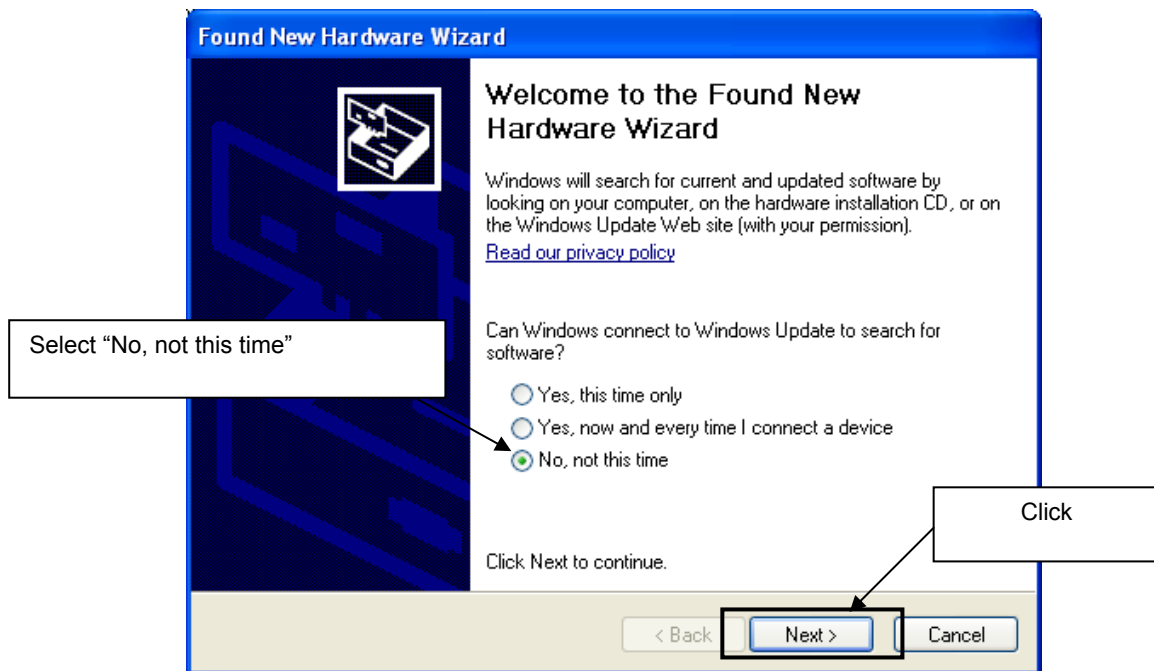 Found New Hardware Wizard
Welcome to the Found New
Hardware Wizard
Windows will search for current and updated software by
looking on your computer, on the hardware installation CD, or on
the Windows Update Web site (with your permission).
Read our privacy policy
Can Windows connect to Windows Update to search for
software?
Select “No, not this time”
Yes, this time only
Yes, now and every time I connect a device
No, not this time
Click
Click Next to continue.
< Back
Next >
Cancel